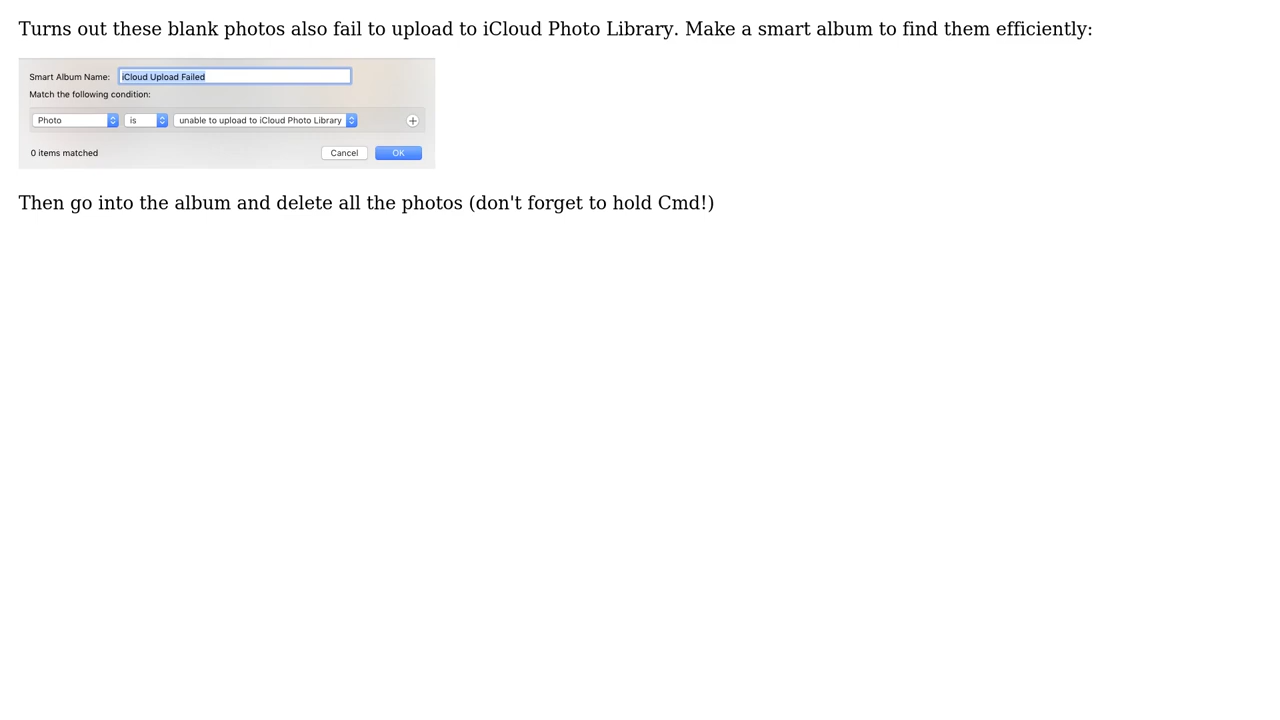 Turns out these blank photos also fail to upload to iCloud Photo Library. Make a smart album to find them efficiently:
Smart Album Name: iCloud Upload Failed
Match the following condition:
Photo is unable to upload to iCloud Photo Library +
0 items matched Cancel OK
Then go into the album and delete all the photos (don't forget to hold Cmd!)